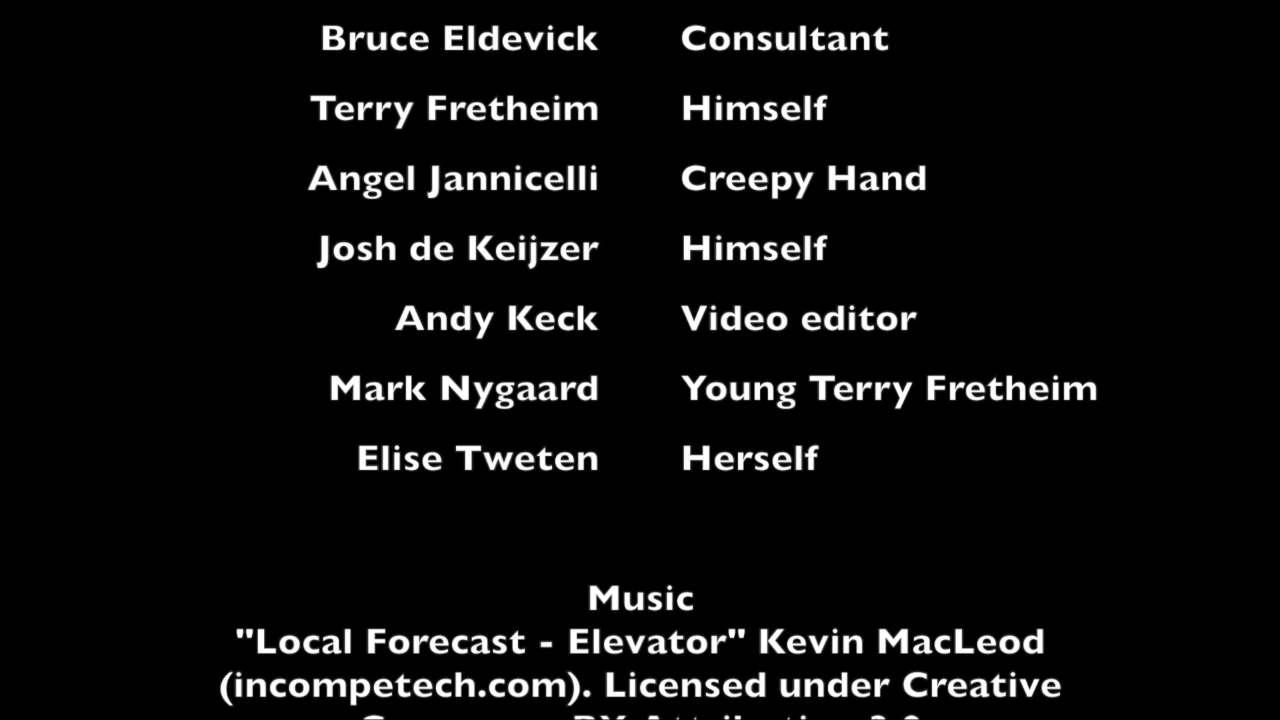 Bruce Eldevick Consultant
Terry Fretheim Himself
Angel Jannicelli Creepy Hand
Josh de Keijzer Himself
Andy Keck Video editor
Mark Nygaard Young Terry Fretheim
Elise Tweten Herself
Music
"Local Forecast - Elevator" Kevin MacLeod
(incompetech.com). Licensed under Creative